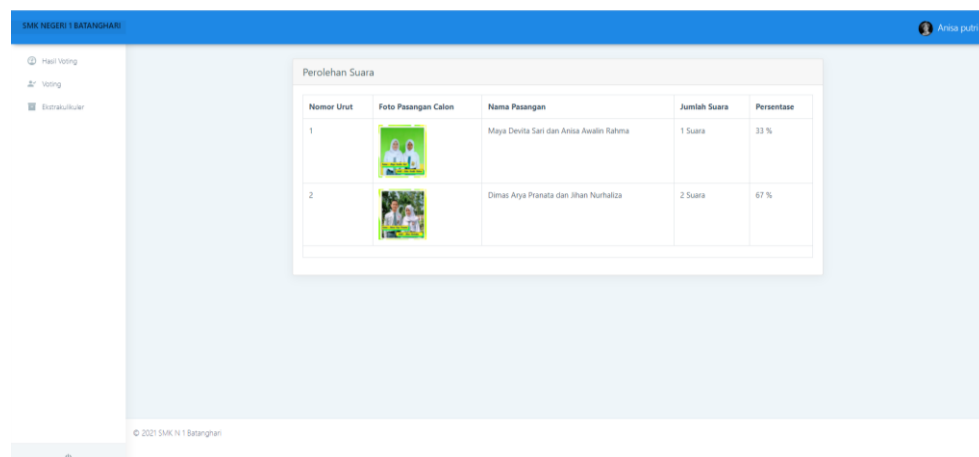 SMK NEGERI 1 BATANGHARI
Anisa putri
Hasil Voting
Voting
Ekstrakulikuler
Perolehan Suara
Nomor Urut Foto Pasangan Calon Nama Pasangan Jumlah Suara Persentase
1 Maya Devita Sari dan Anisa Awalin Rahma 1 Suara 33 %
2 Dimas Arya Pranata dan Jihan Nurhaliza 2 Suara 67 %
© 2021 SMK N 1 Batanghari